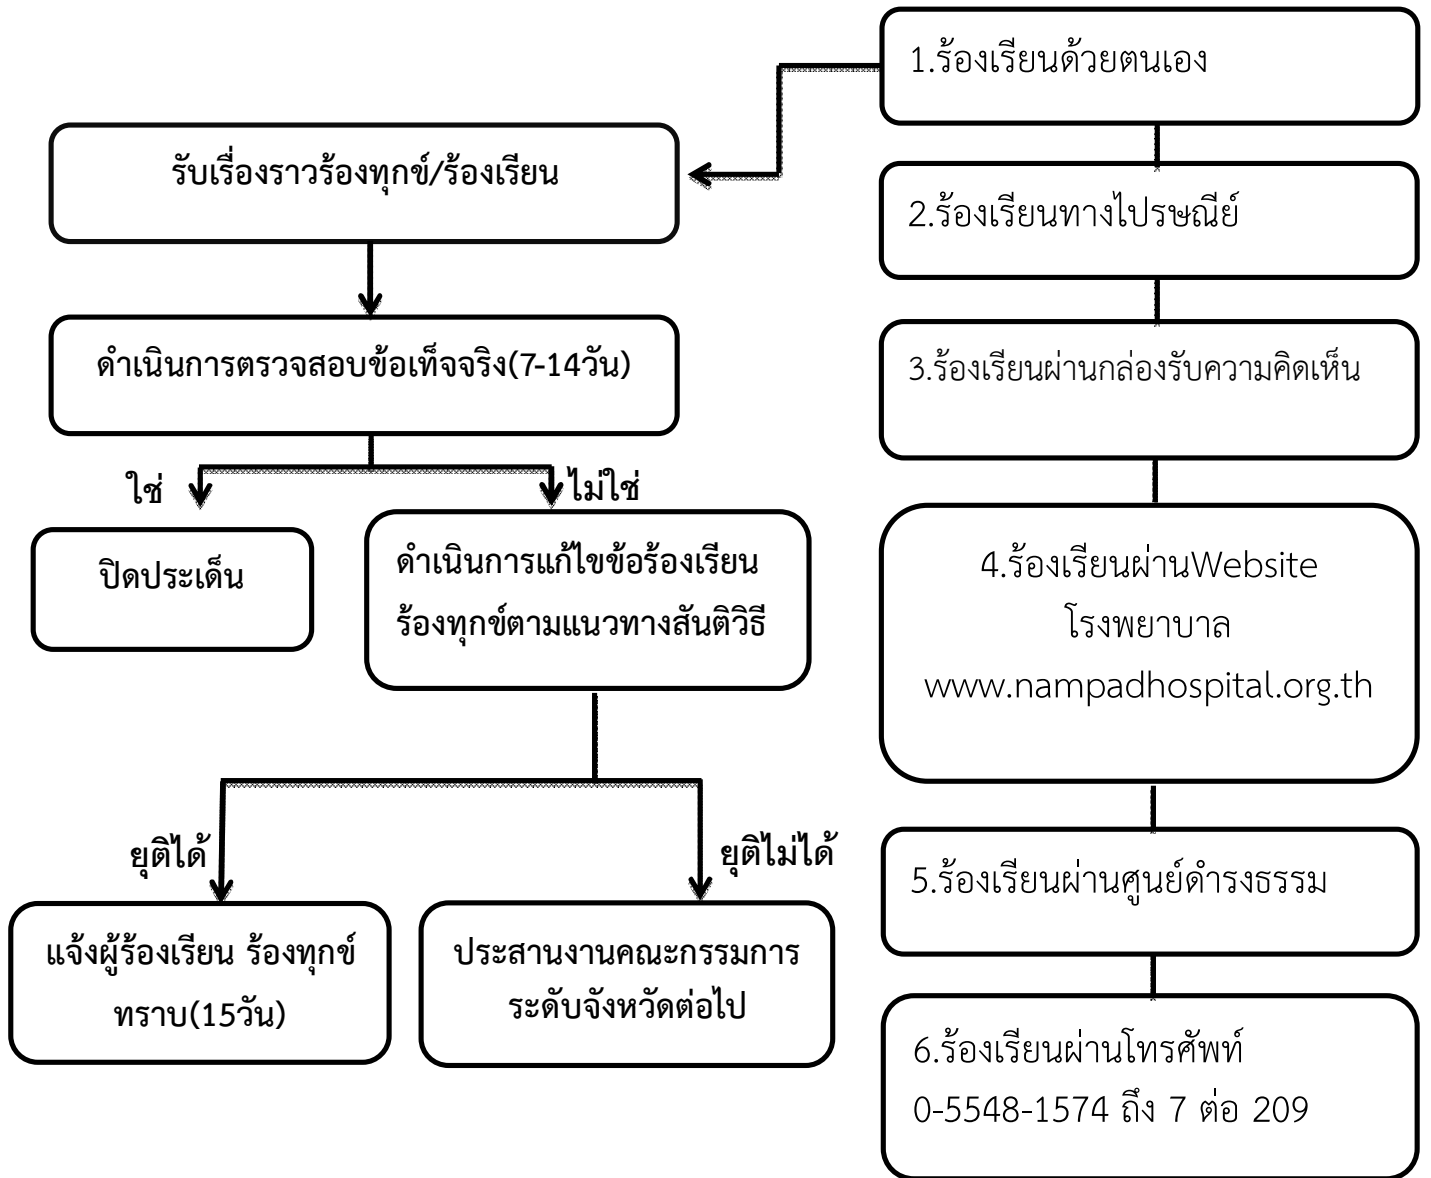 1.ร้องเรียนด้วยตนเอง
รับเรื่องราวร้องทุกข์/ร้องเรียน
2.ร้องเรียนทางไปรษณีย์
ดำเนินการตรวจสอบข้อเท็จจริง(7-14วัน)
3.ร้องเรียนผ่านกล่องรับความคิดเห็น
ใช่
ไม่ใช่
ปิดประเด็น
ดำเนินการแก้ไขข้อร้องเรียน
ร้องทุกข์ตามแนวทางสันติวิธี
4.ร้องเรียนผ่านWebsite
โรงพยาบาล
www.nampadhospital.org.th
ยุติได้
ยุติไม่ได้
5.ร้องเรียนผ่านศูนย์ดำรงธรรม
แจ้งผู้ร้องเรียน ร้องทุกข์
ทราบ(15วัน)
ประสานงานคณะกรรมการ
ระดับจังหวัดต่อไป
6.ร้องเรียนผ่านโทรศัพท์
0-5548-1574 ถึง 7 ต่อ 209